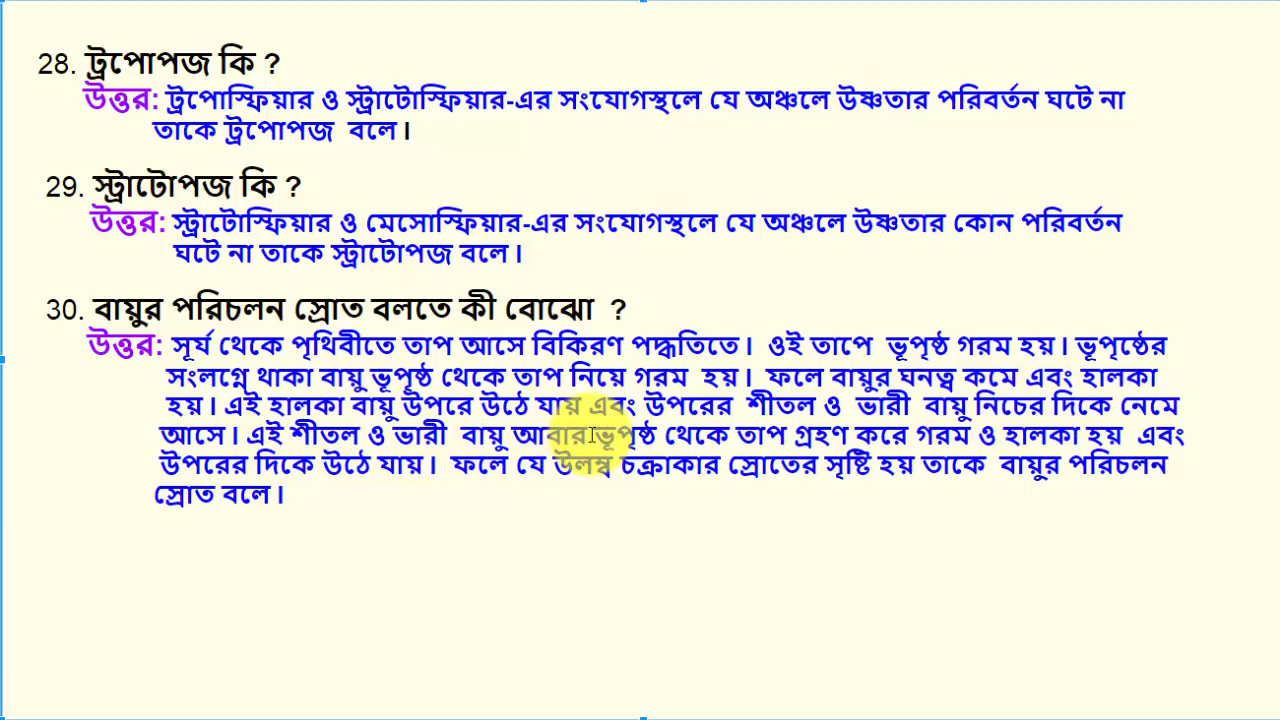 28. ট্রপোপজ কি ?
উত্তর: ট্রপোস্ফিয়ার ও স্ট্রাটোস্ফিয়ার-এর সংযোগস্থলে যে অঞ্চলে উষ্ণতার পরিবর্তন ঘটে না
তাকে ট্রপোপজ বলে।
29. স্ট্রাটোপজ কি ?
উত্তর: স্ট্রাটোস্ফিয়ার ও মেসোস্ফিয়ার-এর সংযোগস্থলে যে অঞ্চলে উষ্ণতার কোন পরিবর্তন
ঘটে না তাকে স্ট্রাটোপজ বলে।
30. বায়ুর পরিচলন স্রোত বলতে কী বোঝো ?
উত্তর: সূর্য থেকে পৃথিবীতে তাপ আসে বিকিরণ পদ্ধতিতে। ওই তাপে ভূপৃষ্ঠ গরম হয়। ভূপৃষ্ঠের
সংলগ্নে থাকা বায়ু ভূপৃষ্ঠ থেকে তাপ নিয়ে গরম হয়। ফলে বায়ুর ঘনত্ব কমে এবং হালকা
হয়। এই হালকা বায়ু উপরে উঠে যায় এবং উপরের শীতল ও ভারী বায়ু নিচের দিকে নেমে
আসে। এই শীতল ও ভারী বায়ু আবার ভূপৃষ্ঠ থেকে তাপ গ্রহণ করে গরম ও হালকা হয় এবং
উপরের দিকে উঠে যায়। ফলে যে উলম্ব চক্রাকার স্রোতের সৃষ্টি হয় তাকে বায়ুর পরিচলন
স্রোত বলে।